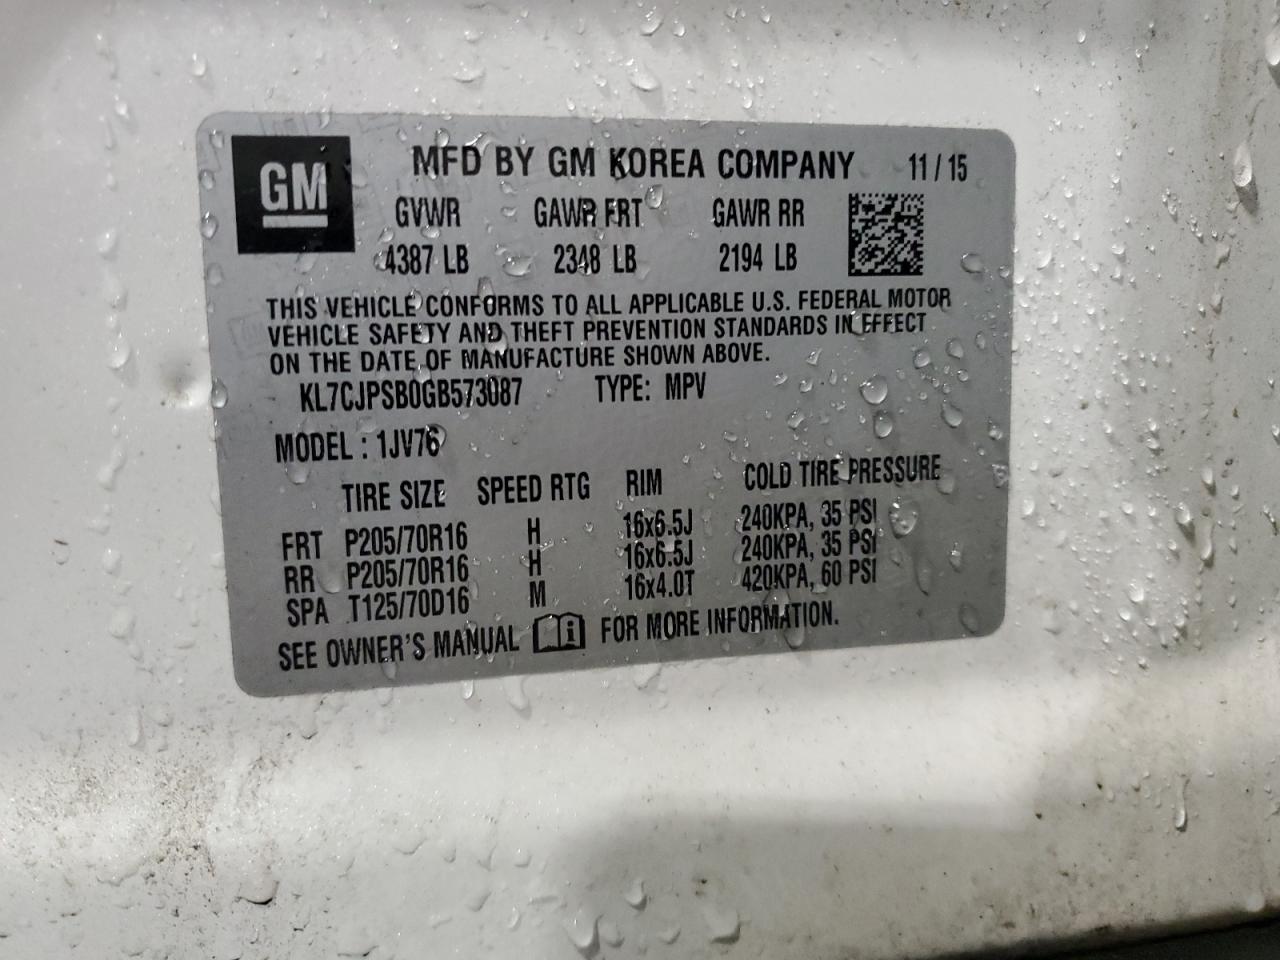 GM
MFD BY GM KOREA COMPANY 11/15
GVWR GAWR FRT GAWR RR
4387 LB 2348 LB 2194 LB
THIS VEHICLE CONFORMS TO ALL APPLICABLE U.S. FEDERAL MOTOR
VEHICLE SAFETY AND THEFT PREVENTION STANDARDS IN EFFECT
ON THE DATE OF MANUFACTURE SHOWN ABOVE.
KL7CJPSB0GB573087 TYPE: MPV
MODEL : 1JV76
TIRE SIZE SPEED RTG RIM COLD TIRE PRESSURE
FRT P205/70R16 H 16x6.5J 240KPA, 35 PSI
RR P205/70R16 H 16x6.5J 240KPA, 35 PSI
SPA T125/70D16 M 16x4.0T 420KPA, 60 PSI
SEE OWNER'S MANUAL FOR MORE INFORMATION.